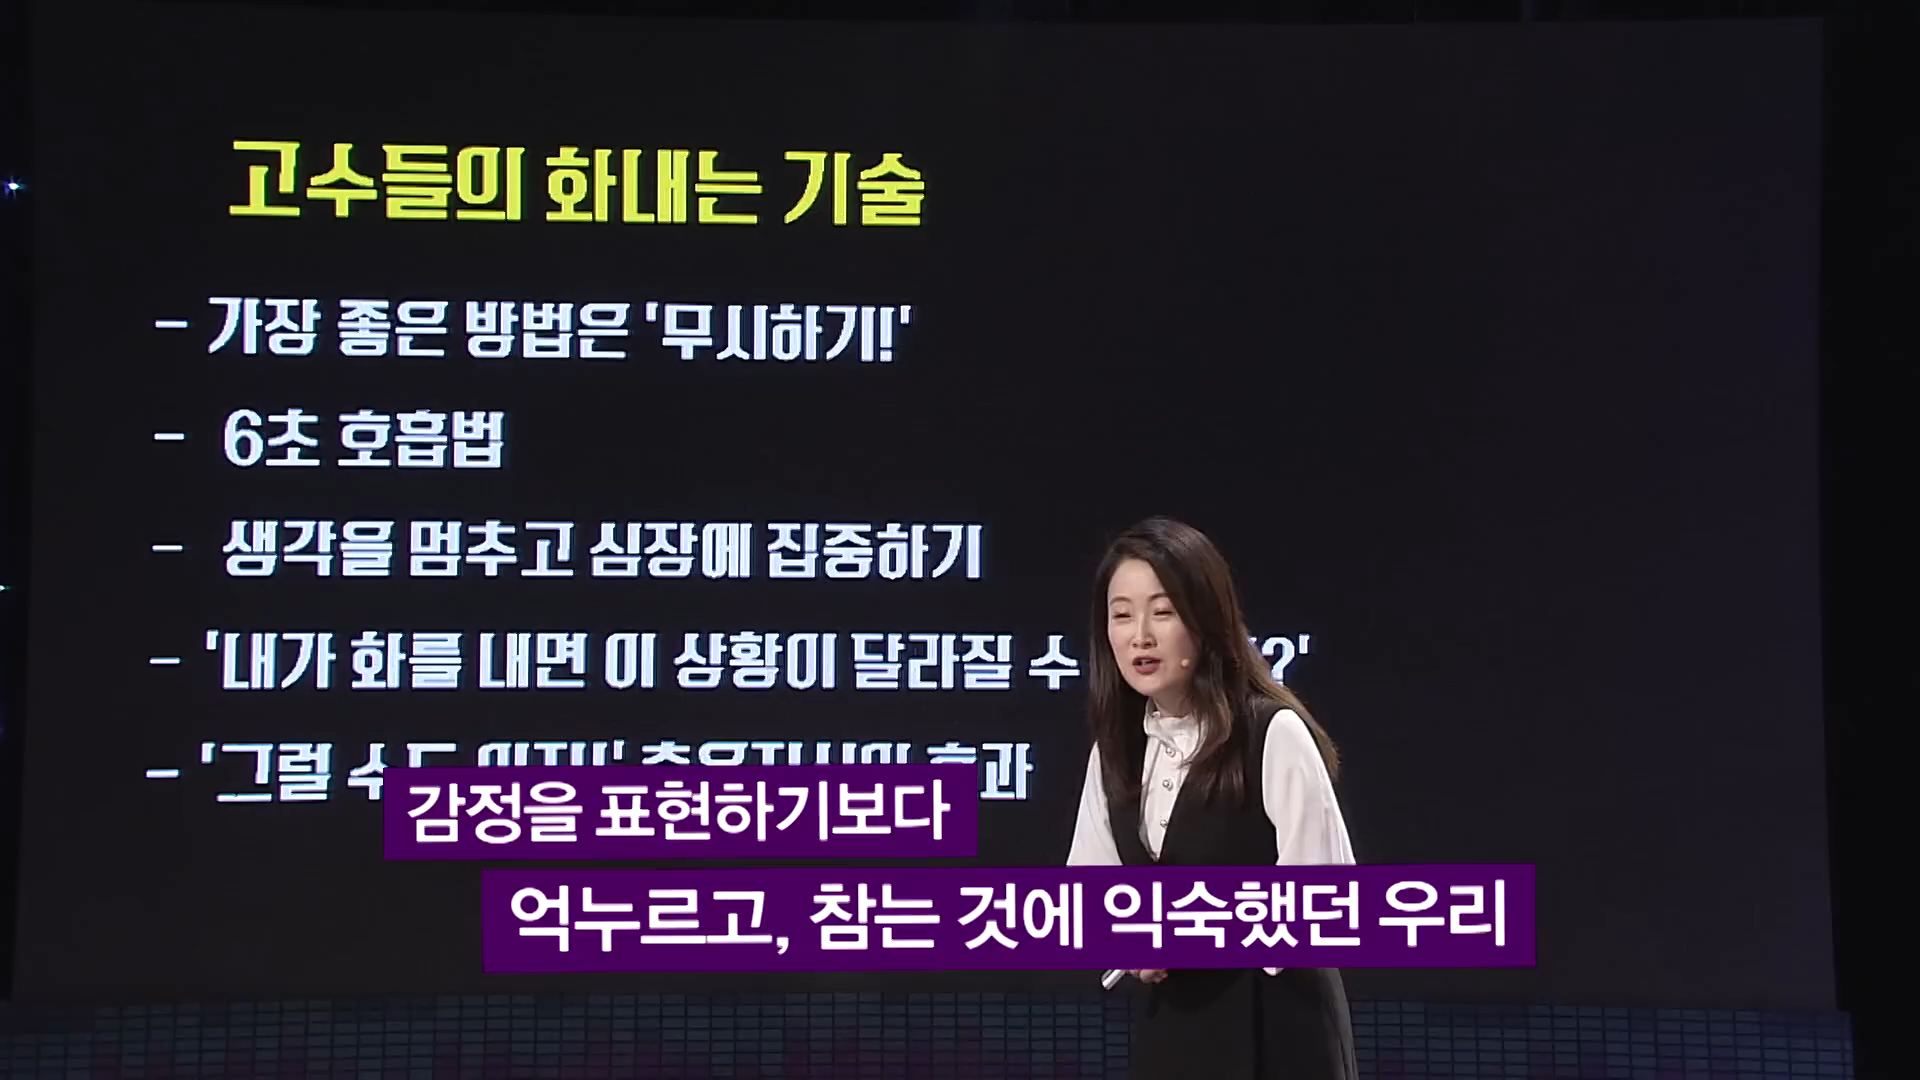 고수들의 화내는 기술
- 가장 좋은 방법은 '무시하기!'
- 6초 호흡법
- 생각을 멈추고 심장에 집중하기
- '내가 화를 내면 이 상황이 달라질 수 ?'
- '그럴
감정을 표현하기보다
억누르고, 참는 것에 익숙했던 우리